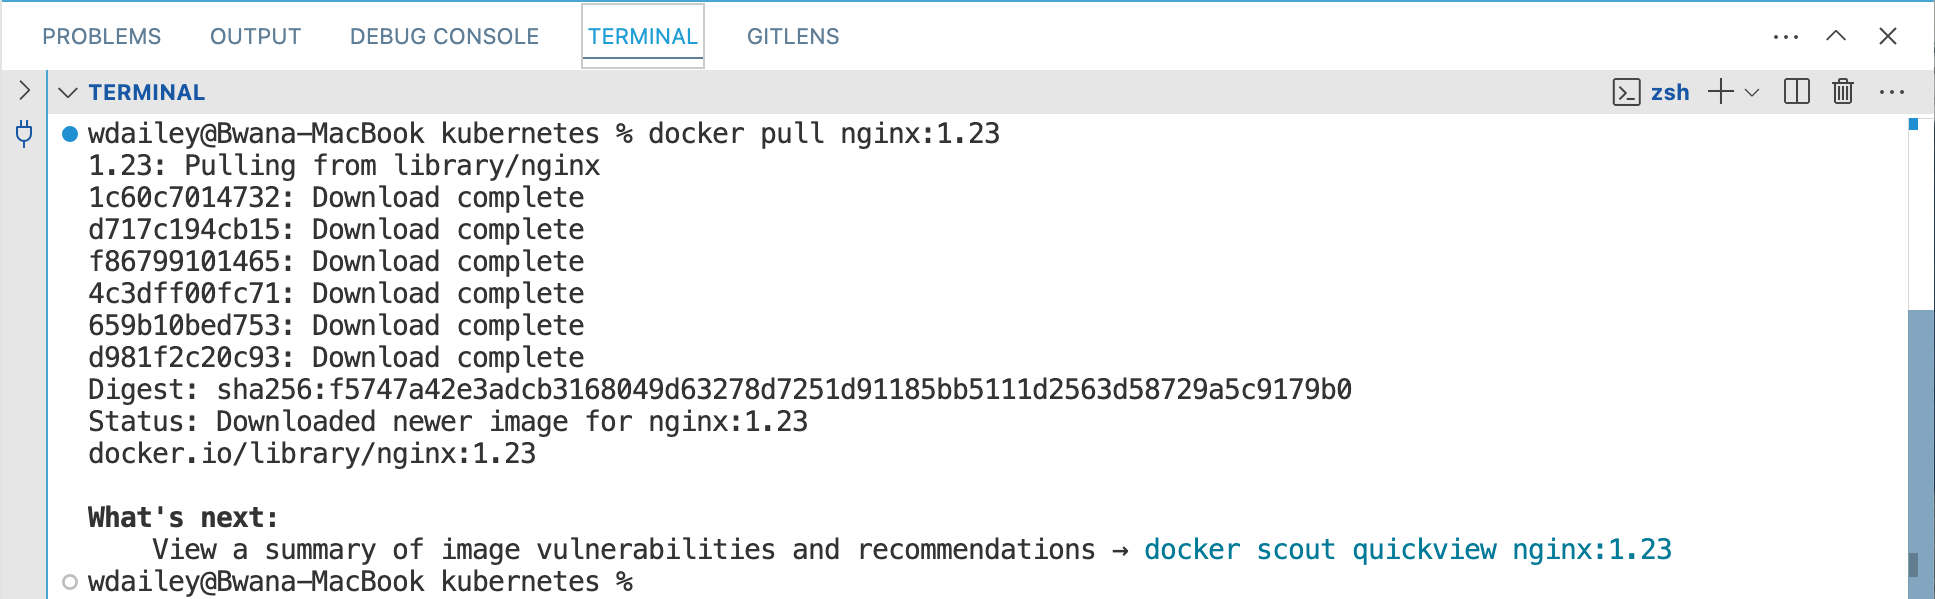 PROBLEMS OUTPUT DEBUG CONSOLE TERMINAL GITLENS
TERMINAL zsh
wdailey@Bwana-MacBook kubernetes % docker pull nginx:1.23
1.23: Pulling from library/nginx
1c60c7014732: Download complete
d717c194cb15: Download complete
f86799101465: Download complete
4c3dff00fc71: Download complete
659b10bed753: Download complete
d981f2c20c93: Download complete
Digest: sha256:f5747a42e3adcb3168049d63278d7251d91185bb5111d2563d58729a5c9179b0
Status: Downloaded newer image for nginx:1.23
docker.io/library/nginx:1.23
What's next:
View a summary of image vulnerabilities and recommendations → docker scout quickview nginx:1.23
wdailey@Bwana-MacBook kubernetes %